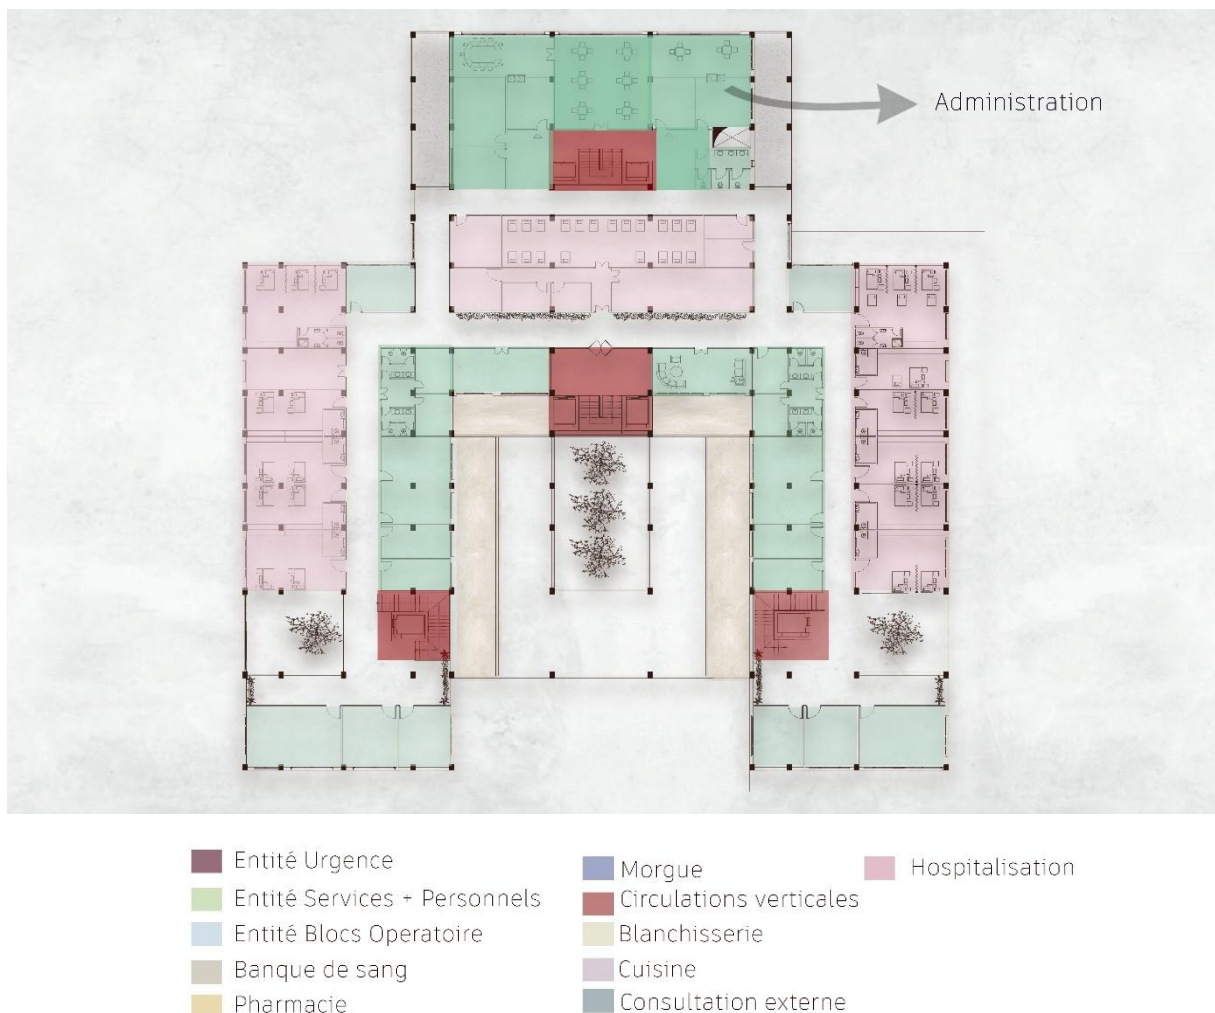 Administration
Entité Urgence
Entité Services + Personnels
Entité Blocs Operatoire
Banque de sang
Pharmacie
Morgue
Circulations verticales
Blanchisserie
Cuisine
Consultation externe
Hospitalisation